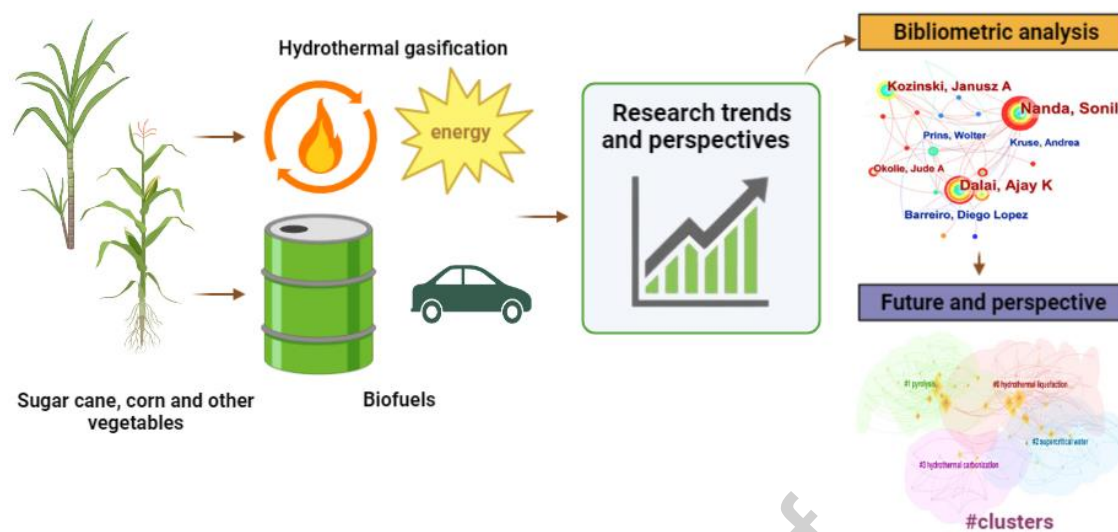 Hydrothermal gasification
energy
Sugar cane, corn and other
vegetables
Biofuels
Research trends
and perspectives
Bibliometric analysis
Kozinski, Janusz A
Nanda, Sonil
Prins, Wolter
Kruse, Andrea
Okolie, Jude A
Dalai, Ajay K
Barreiro, Diego Lopez
Future and perspective
#1 pyrolysis
#0 hydrothermal liquefaction
#2 supercritical water
#3 hydrothermal carbonization
#clusters
f